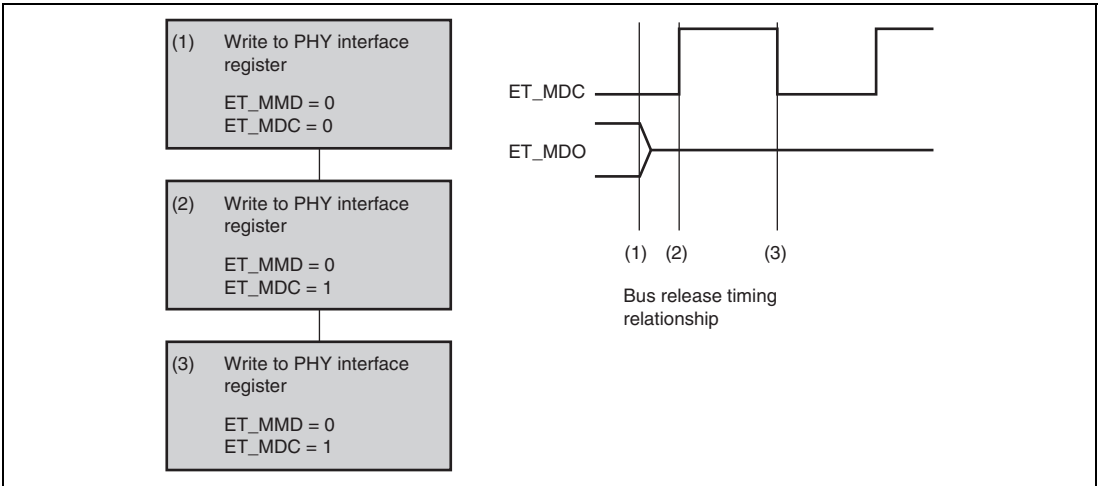 (1) Write to PHY interface
register
ET_MMD = 0
ET_MDC = 0
(2) Write to PHY interface
register
ET_MMD = 0
ET_MDC = 1
(3) Write to PHY interface
register
ET_MMD = 0
ET_MDC = 1
ET_MDC
ET_MDO
(1) (2) (3)
Bus release timing
relationship